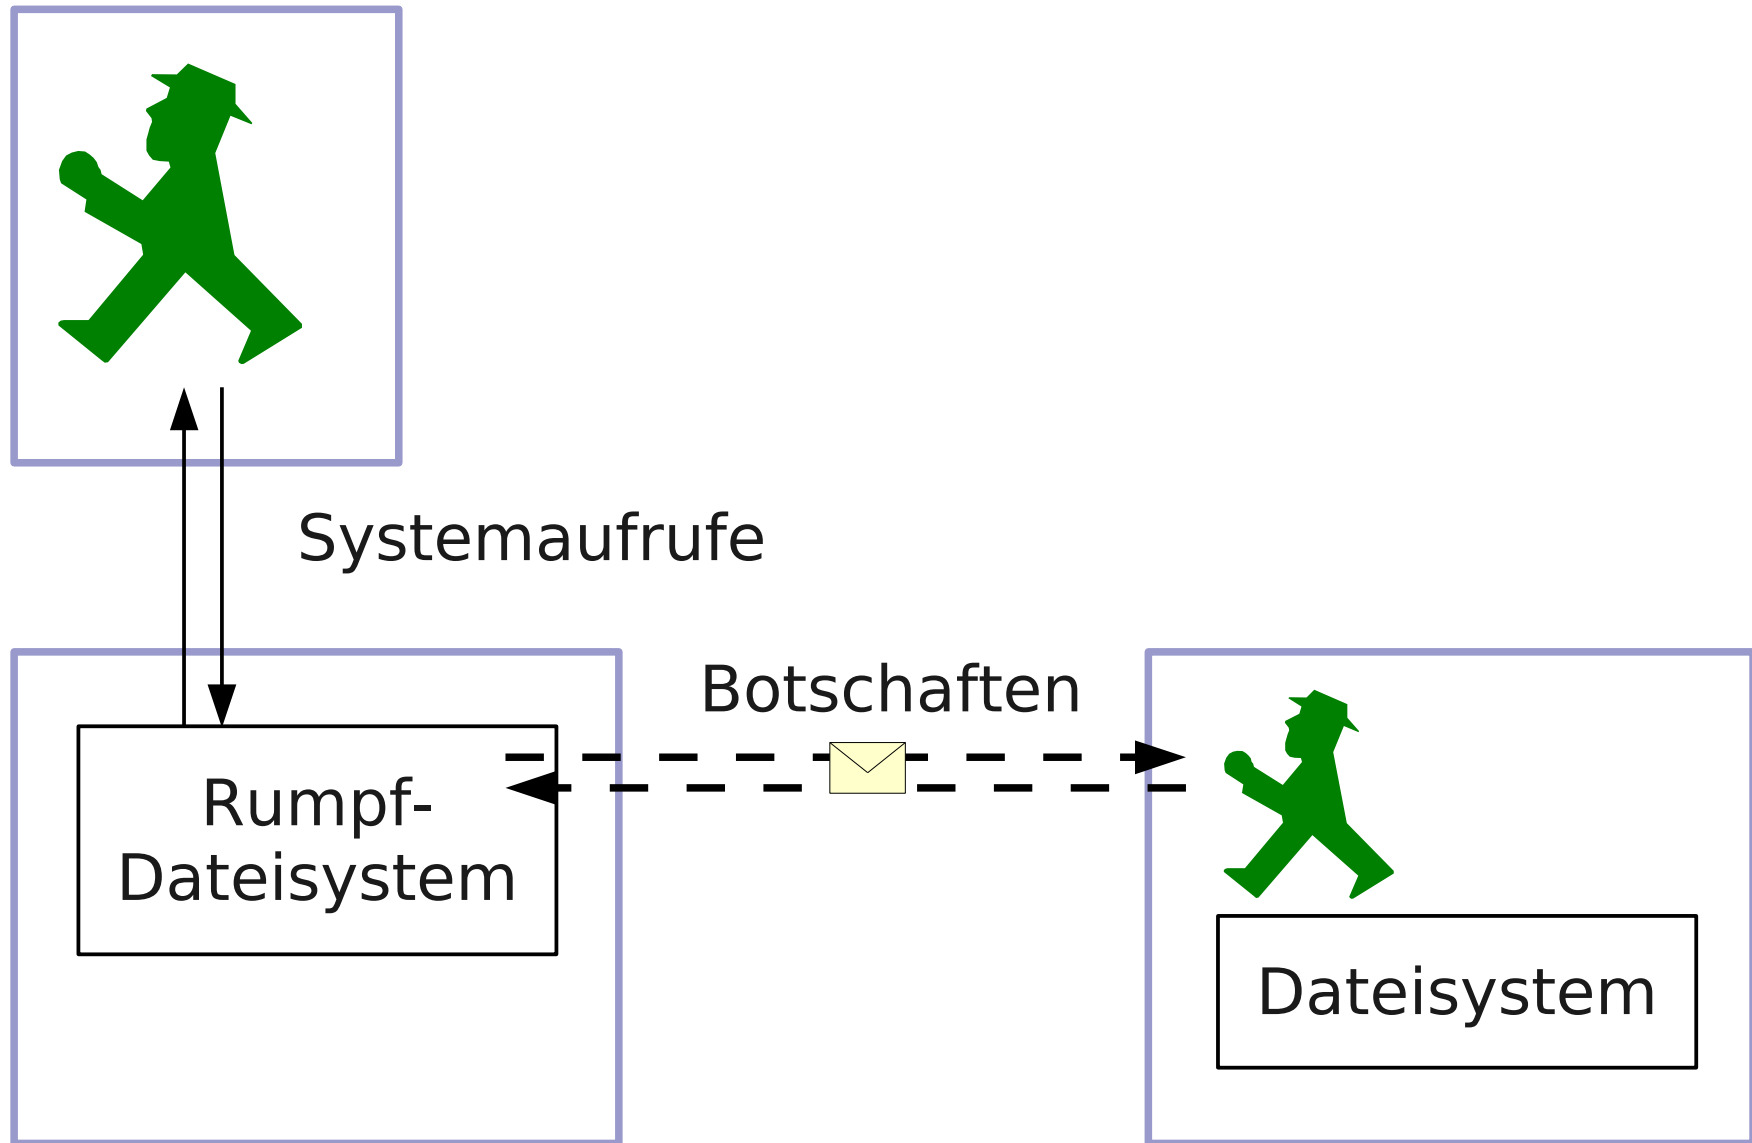 Systemaufrufe
Botschaften
Rumpf-
Dateisystem
Dateisystem